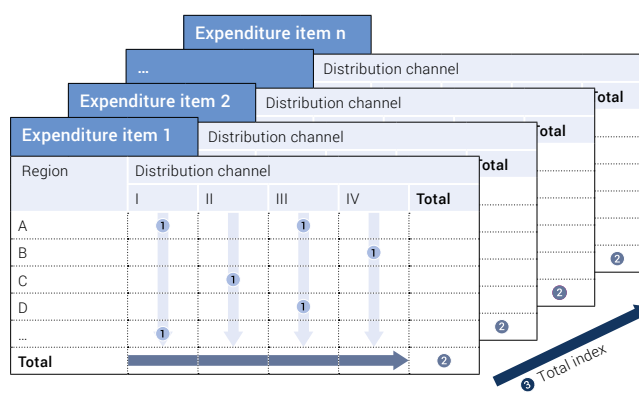 Expenditure item n
...
Distribution channel
Total
Expenditure item 2
Distribution channel
Total
Expenditure item 1
Distribution channel
Total
Region
Distribution channel
I
II
III
IV
Total
A
1
1
B
1
2
C
1
2
D
1
...
1
2
Total
2
3 Total index